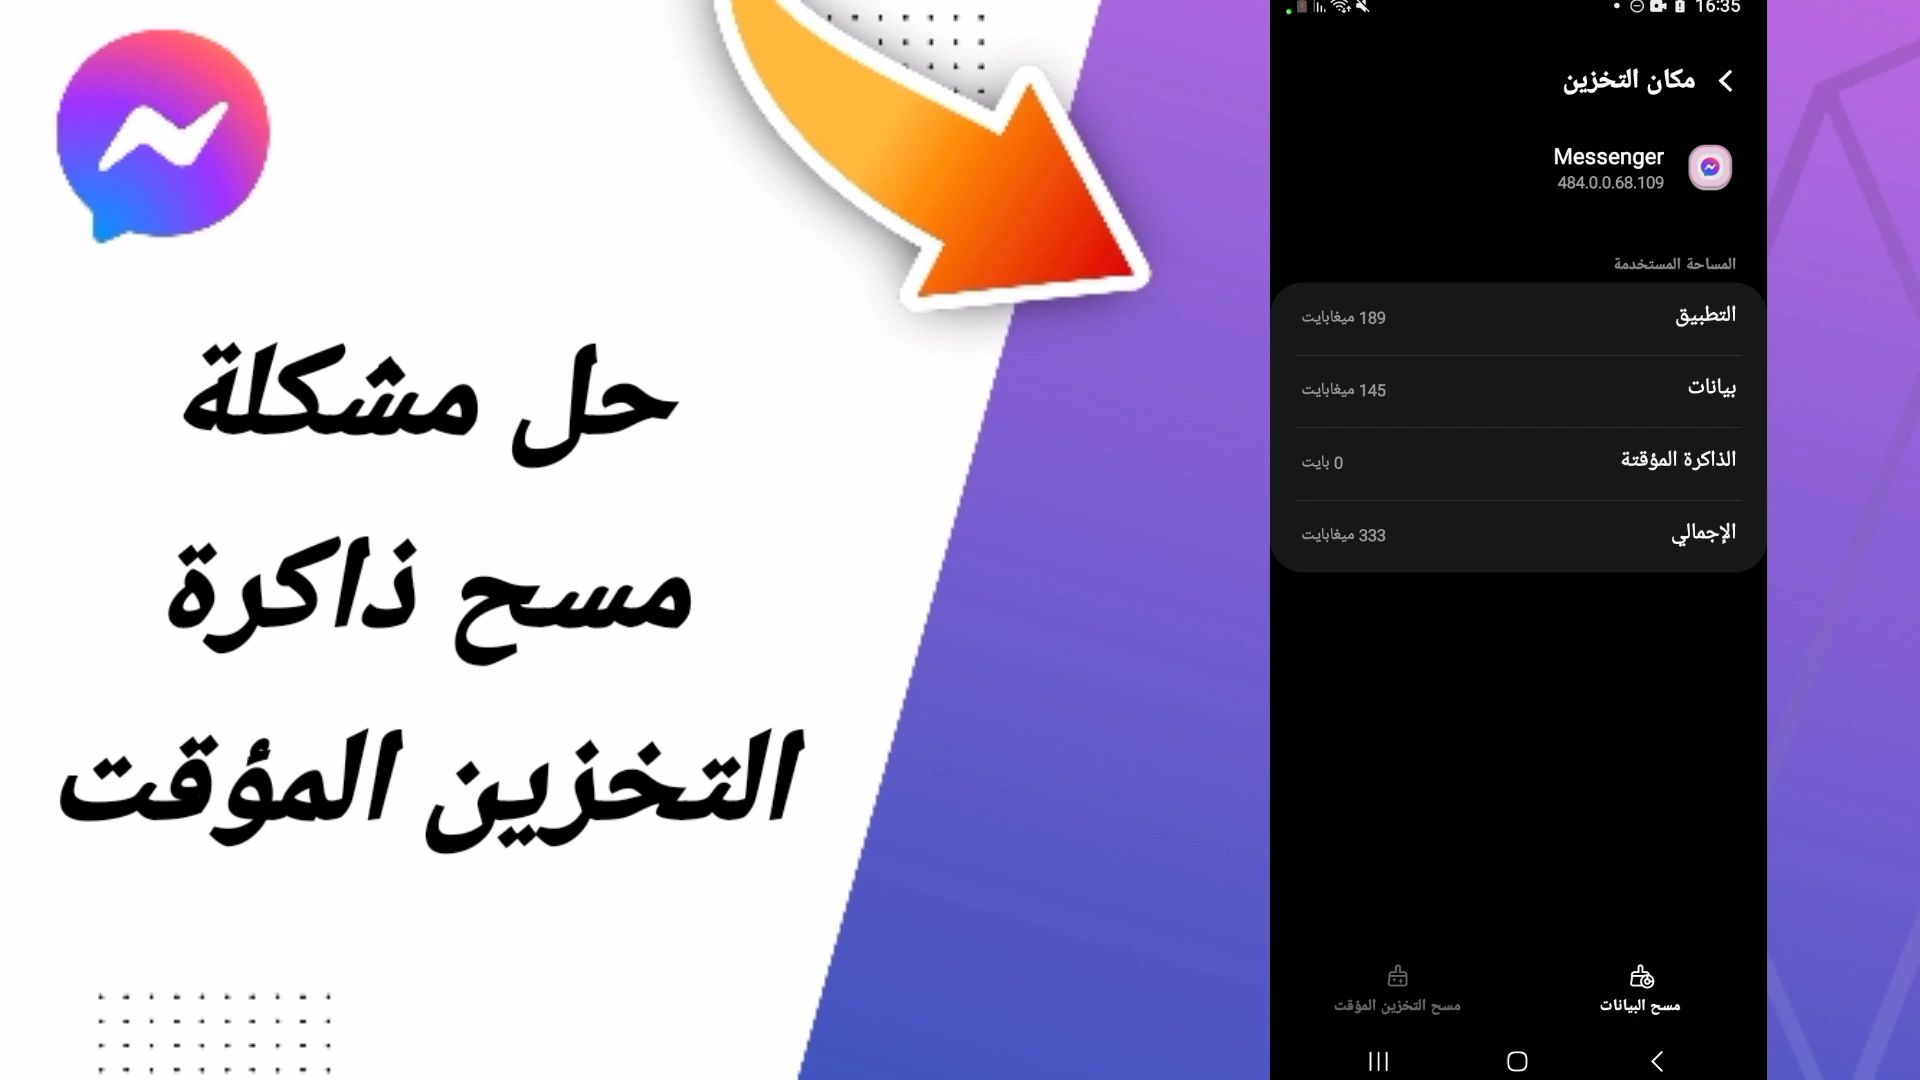 حل مشكلة
مسح ذاكرة
التخزين المؤقت
16:35
مكان التخزين
Messenger
484.0.0.68.109
المساحة المستخدمة
التطبيق
189 ميغابايت
بيانات
145 ميغابايت
الذاكرة المؤقتة
0 بايت
الإجمالي
333 ميغابايت
مسح البيانات
مسح التخزين المؤقت